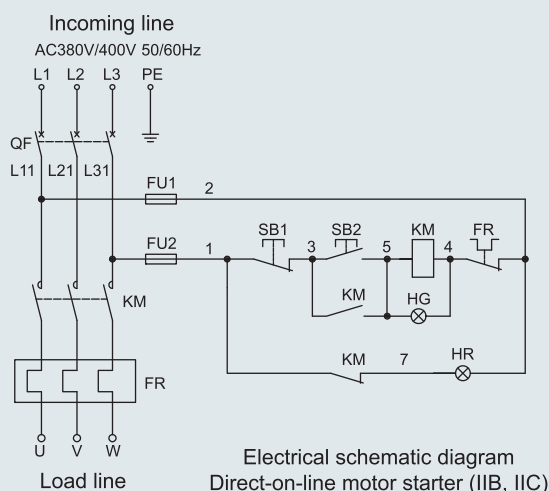 Incoming line
AC380V/400V 50/60Hz
L1 L2 L3 PE
QF
L11 L21 L31
FU1 2
FU2 1 SB1 3 SB2 5 KM 4 FR
KM
KM HG
KM 7 HR
FR
U V W
Load line
Electrical schematic diagram
Direct-on-line motor starter (IIB, IIC)